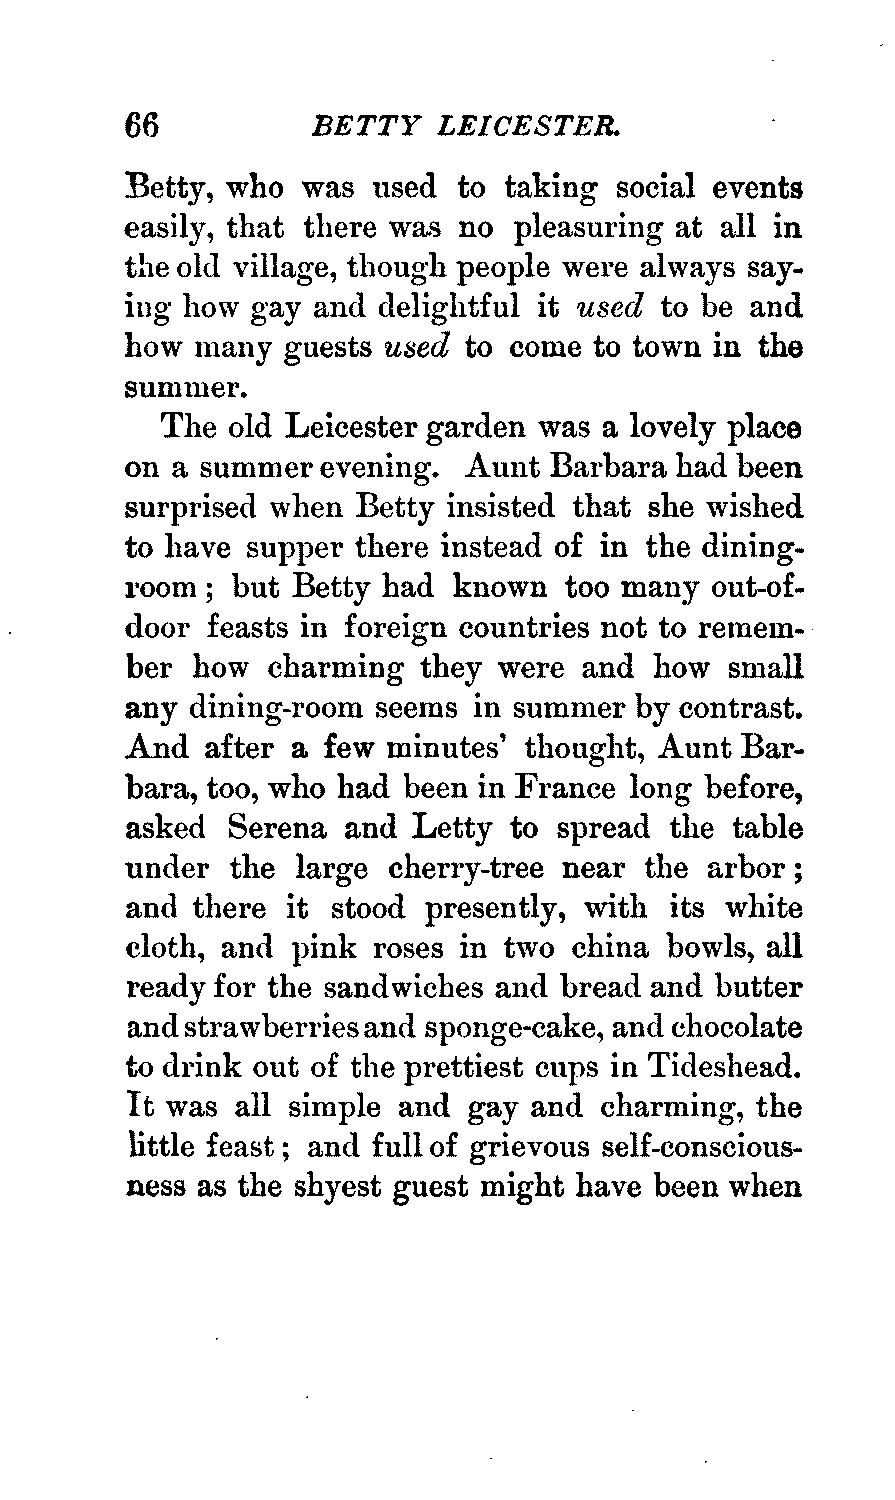 66 BETTY LEICESTER.
Betty, who was used to taking social events
easily, that there was no pleasuring at all in
the old village, though people were always say-
ing how gay and delightful it used to be and
how many guests used to come to town in the
summer.
The old Leicester garden was a lovely place
on a summer evening. Aunt Barbara had been
surprised when Betty insisted that she wished
to have supper there instead of in the dining-
room ; but Betty had known too many out-of-
door feasts in foreign countries not to remem-
ber how charming they were and how small
any dining-room seems in summer by contrast.
And after a few minutes' thought, Aunt Bar-
bara, too, who had been in France long before,
asked Serena and Letty to spread the table
under the large cherry-tree near the arbor ;
and there it stood presently, with its white
cloth, and pink roses in two china bowls, all
ready for the sandwiches and bread and butter
and strawberries and sponge-cake, and chocolate
to drink out of the prettiest cups in Tideshead.
It was all simple and gay and charming, the
little feast ; and full of grievous self-conscious-
ness as the shyest guest might have been when